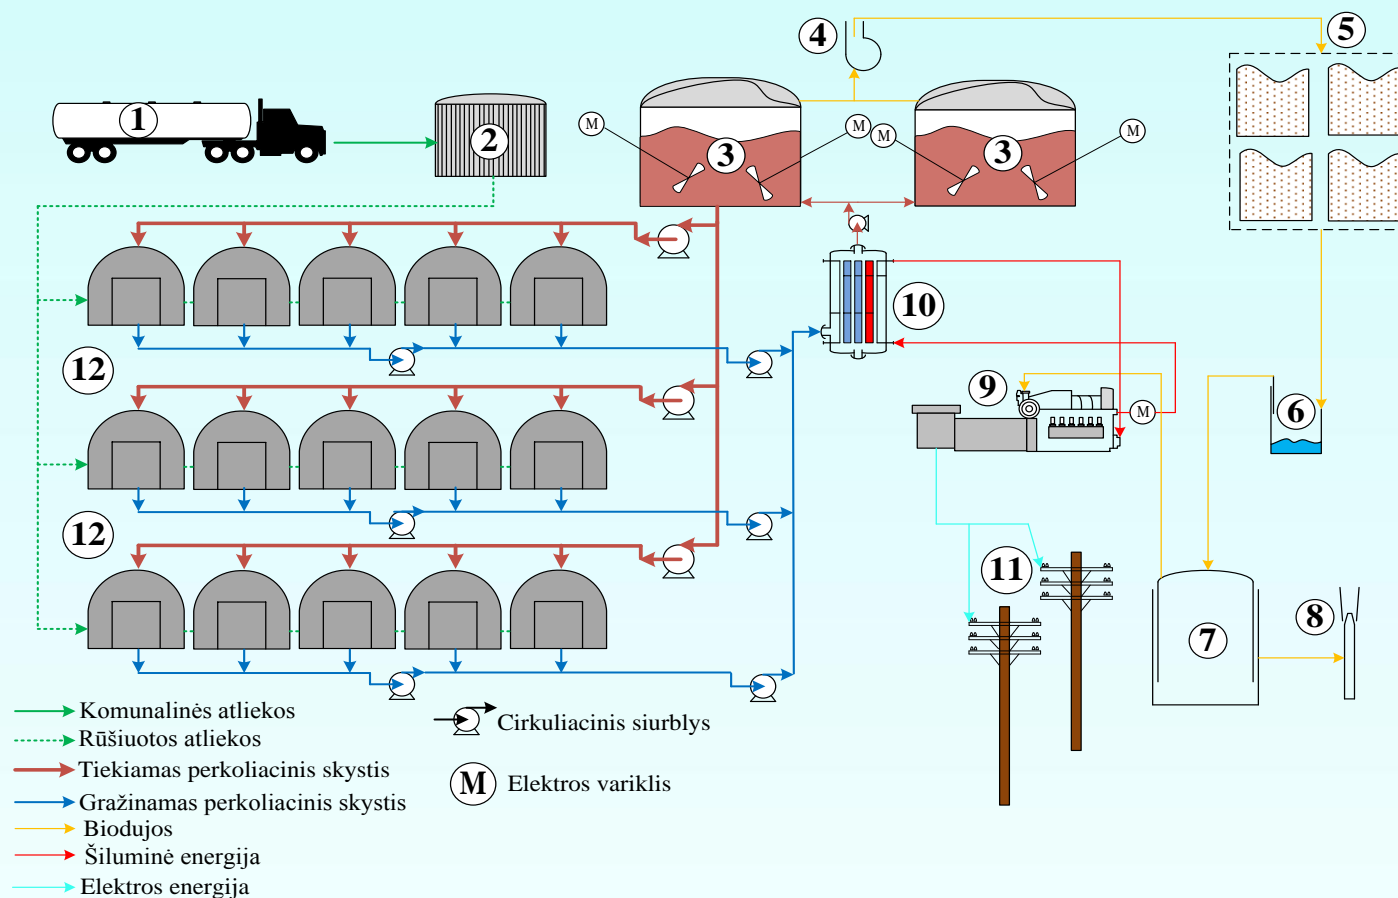 4
5
1
2
M
M
M
M
3
3
10
12
9
M
6
12
11
8
7
Komunalinės atliekos
Rūšiuotos atliekos
Tiekiamas perkoliacinis skystis
Gražinamas perkoliacinis skystis
Biodujos
Šiluminė energija
Elektros energija
Cirkuliacinis siurblys
M Elektros variklis